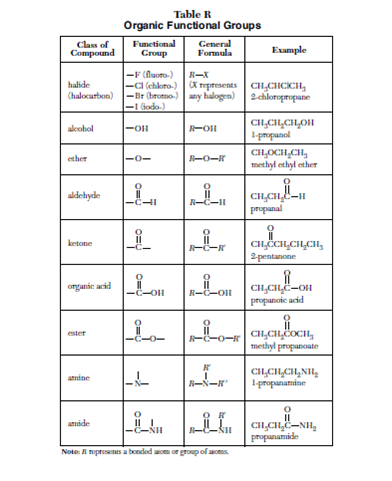 Table R
Organic Functional Groups
Class of Compound Functional Group General Formula Example
halide (halocarbon) —F (fluoro-) —Cl (chloro-) —Br (bromo-) —I (iodo-) R—X (X represents any halogen) CH₃CHClCH₃ 2-chloropropane
alcohol —OH R—OH CH₃CH₂CH₂OH 1-propanol
ether —O— R—O—R′ CH₃OCH₂CH₃ methyl ethyl ether
aldehyde O ‖ —C—H O ‖ R—C—H O ‖ CH₃CH₂C—H propanal
ketone O ‖ —C— O ‖ R—C—R′ O ‖ CH₃CCH₂CH₂CH₃ 2-pentanone
organic acid O ‖ —C—OH O ‖ R—C—OH O ‖ CH₃CH₂C—OH propanoic acid
ester O ‖ —C—O— O ‖ R—C—O—R′ O ‖ CH₃CH₂COCH₃ methyl propanoate
amine | —N— R′ | R—N—R′′ CH₃CH₂CH₂NH₂ 1-propanamine
amide O ‖ | —C—NH O R′ ‖ | R—C—NH O ‖ CH₃CH₂C—NH₂ propanamide
Note: R represents a bonded atom or group of atoms.